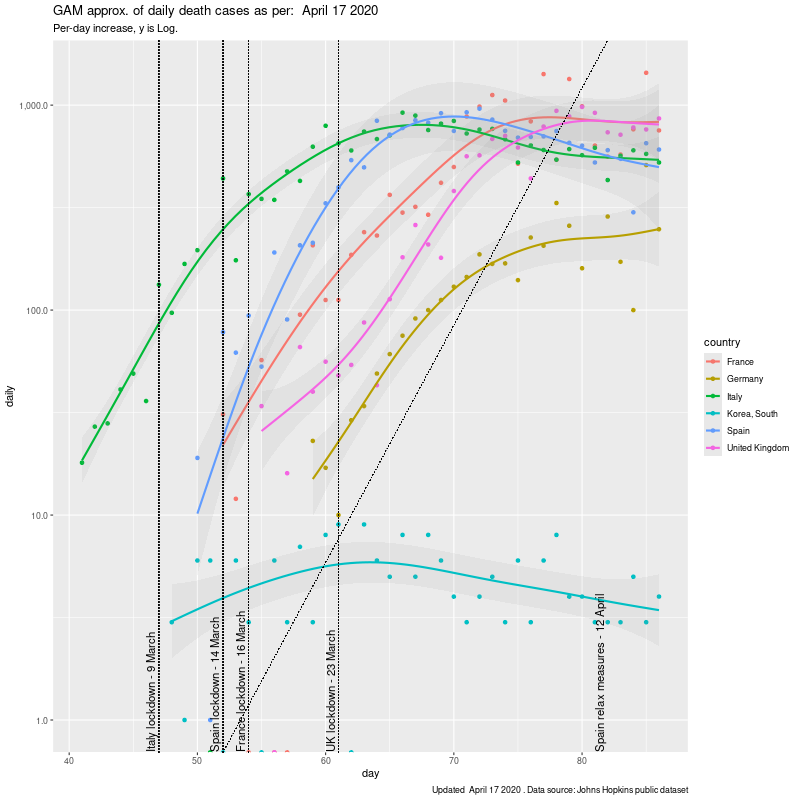 GAM approx. of daily death cases as per:  April 17 2020
Per-day increase, y is Log.
1,000.0
100.0
10.0
1.0
daily
Italy lockdown - 9 March
Spain lockdown - 14 March
France lockdown - 16 March
UK lockdown - 23 March
Spain relax measures - 12 April
40
50
60
70
80
day
country
France
Germany
Italy
Korea, South
Spain
United Kingdom
Updated  April 17 2020 . Data source: Johns Hopkins public dataset